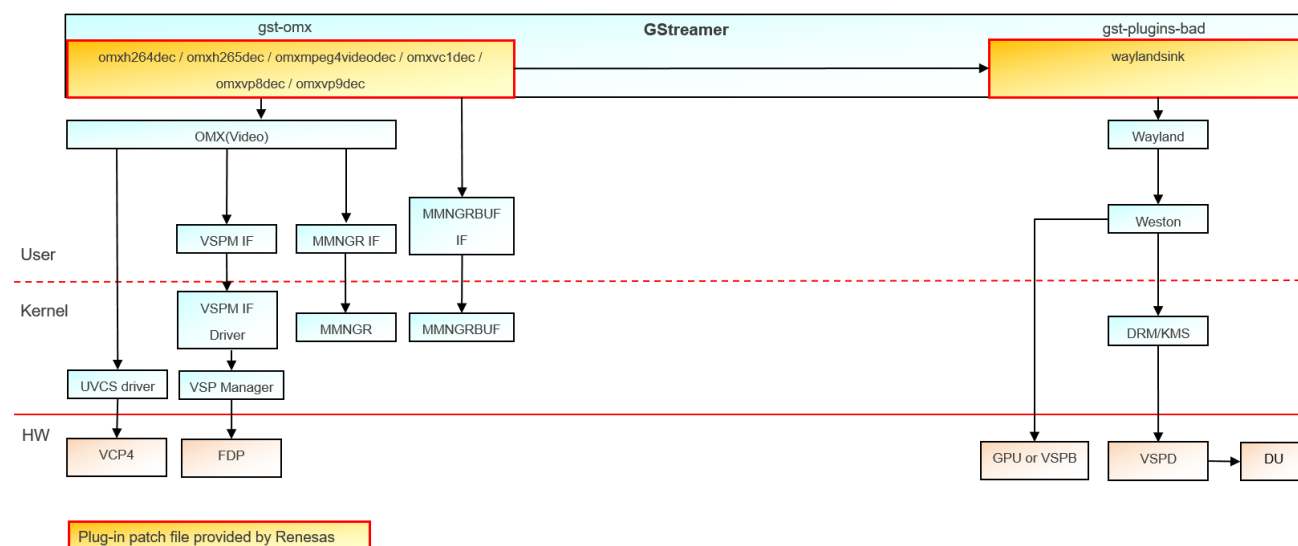 gst-omx
GStreamer
gst-plugins-bad
omxh264dec / omxh265dec / omxmpeg4videodec / omxvc1dec /
omxvp8dec / omxvp9dec
waylandsink
OMX(Video)
Wayland
MMNGRBUF
IF
VSPM IF
MMNGR IF
Weston
User
Kernel
VSPM IF
Driver
MMNGR
MMNGRBUF
DRM/KMS
UVCS driver
VSP Manager
HW
VCP4
FDP
GPU or VSPB
VSPD
DU
Plug-in patch file provided by Renesas